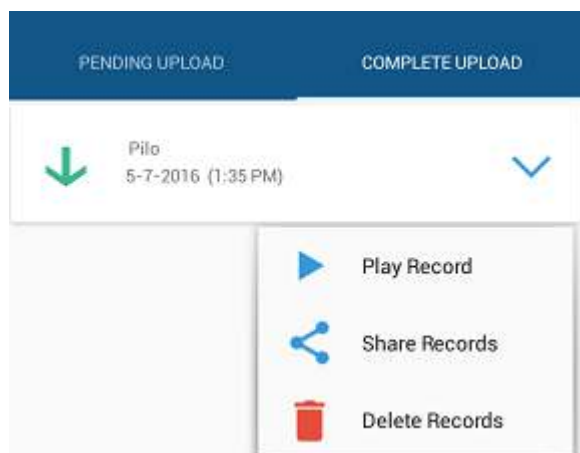 PENDING UPLOAD
COMPLETE UPLOAD
Pilo
5-7-2016 (1:35 PM)
Play Record
Share Records
Delete Records